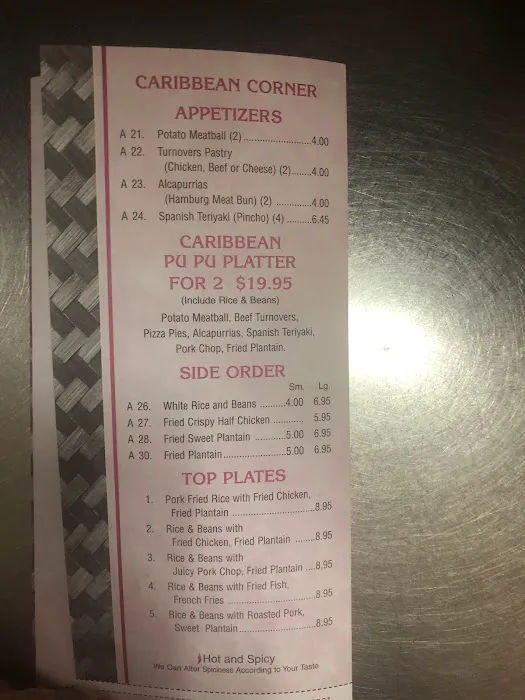 CARIBBEAN CORNER
APPETIZERS
A 21. Potato Meatball (2) ........................4.00
A 22. Turnovers Pastry
(Chicken, Beef or Cheese) (2).......4.00
A 23. Alcapurrias
(Hamburg Meat Bun) (2) ............4.00
A 24. Spanish Teriyaki (Pincho) (4) .........6.45
CARIBBEAN
PU PU PLATTER
FOR 2 $19.95
(Include Rice & Beans)
Potato Meatball, Beef Turnovers,
Pizza Pies, Alcapurrias, Spanish Teriyaki,
Pork Chop, Fried Plantain.
SIDE ORDER
Sm. Lg.
A 26. White Rice and Beans .........4.00 6.95
A 27. Fried Crispy Half Chicken ........... 5.95
A 28. Fried Sweet Plantain ...........5.00 6.95
A 30. Fried Plantain......................5.00 6.95
TOP PLATES
1. Pork Fried Rice with Fried Chicken,
Fried Plantain .............................8.95
2. Rice & Beans with
Fried Chicken, Fried Plantain .......8.95
3. Rice & Beans with
Juicy Pork Chop, Fried Plantain ...8.95
4. Rice & Beans with Fried Fish,
French Fries ..............................8.95
5. Rice & Beans with Roasted Pork,
Sweet Plantain...........................8.95
Hot and Spicy
We Can Alter Spiciness According to Your Taste